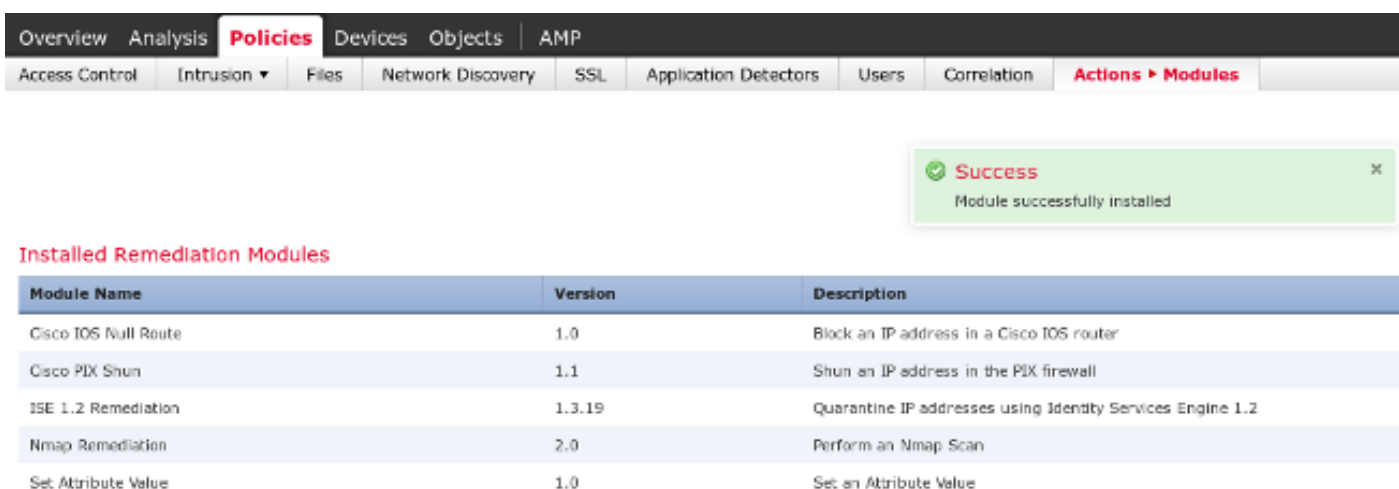 Overview Analysis Policies Devices Objects AMP
Access Control Intrusion ▾ Files Network Discovery SSL Application Detectors Users Correlation Actions ▸ Modules
Success ×
Module successfully installed
Installed Remediation Modules
Module Name Version Description
Cisco IOS Null Route 1.0 Block an IP address in a Cisco IOS router
Cisco PIX Shun 1.1 Shun an IP address in the PIX firewall
ISE 1.2 Remediation 1.3.19 Quarantine IP addresses using Identity Services Engine 1.2
Nmap Remediation 2.0 Perform an Nmap Scan
Set Attribute Value 1.0 Set an Attribute Value